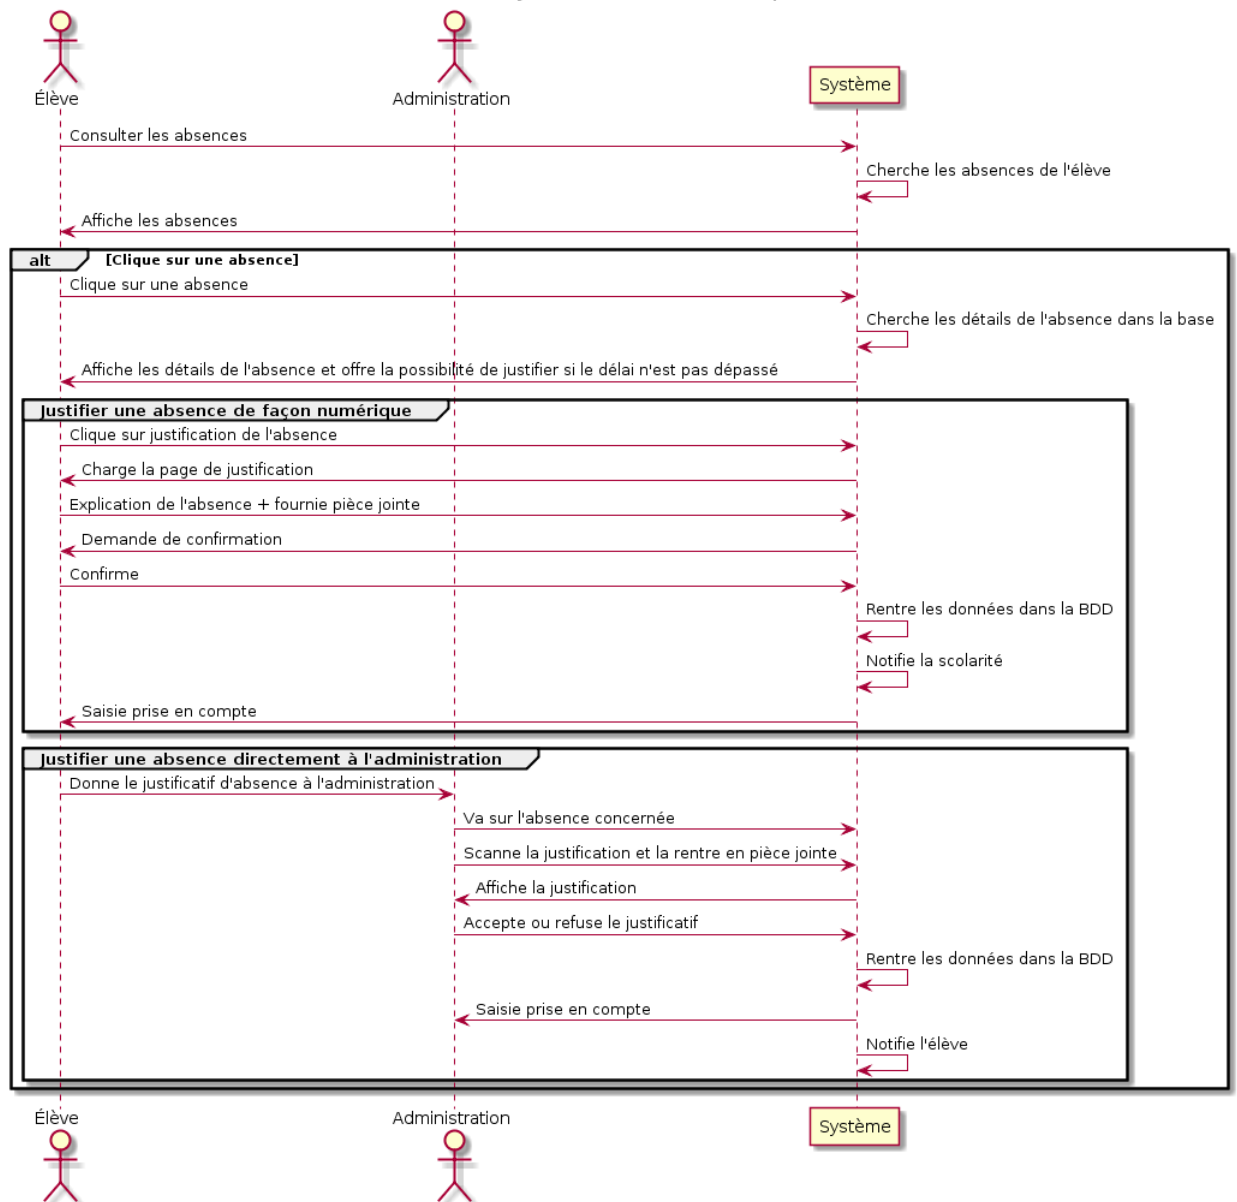 Élève
Administration
Système
Consulter les absences
Cherche les absences de l'élève
Affiche les absences
alt [Clique sur une absence]
Clique sur une absence
Cherche les détails de l'absence dans la base
Affiche les détails de l'absence et offre la possibilité de justifier si le délai n'est pas dépassé
Justifier une absence de façon numérique
Clique sur justification de l'absence
Charge la page de justification
Explication de l'absence + fournie pièce jointe
Demande de confirmation
Confirme
Rentre les données dans la BDD
Notifie la scolarité
Saisie prise en compte
Justifier une absence directement à l'administration
Donne le justificatif d'absence à l'administration
Va sur l'absence concernée
Scanne la justification et la rentre en pièce jointe
Affiche la justification
Accepte ou refuse le justificatif
Rentre les données dans la BDD
Saisie prise en compte
Notifie l'élève
Élève
Administration
Système